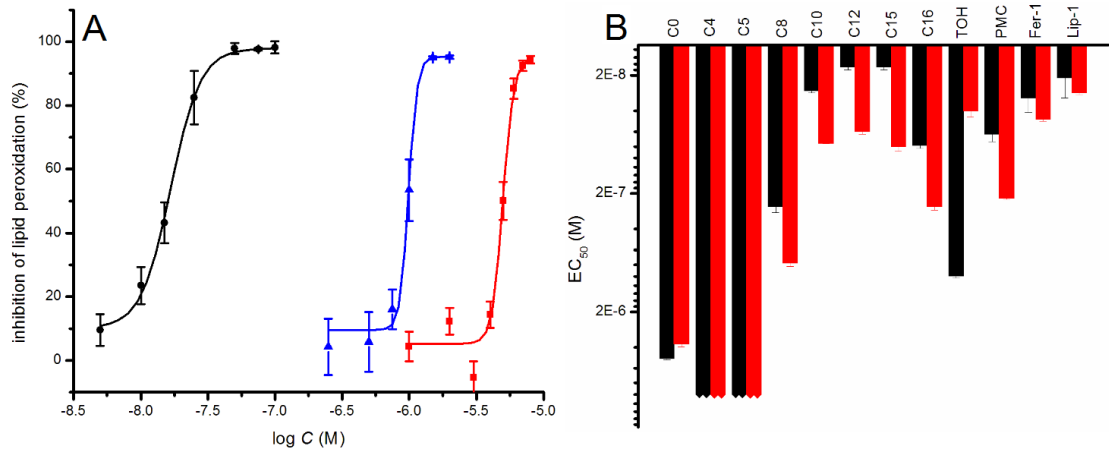 A
inhibition of lipid peroxidation (%)
100
80
60
40
20
0
-8.5 -8.0 -7.5 -7.0 -6.5 -6.0 -5.5 -5.0
log C (M)
B
C0 C4 C5 C8 C10 C12 C15 C16 TOH PMC Fer-1 Lip-1
EC50 (M)
2E-8
2E-7
2E-6